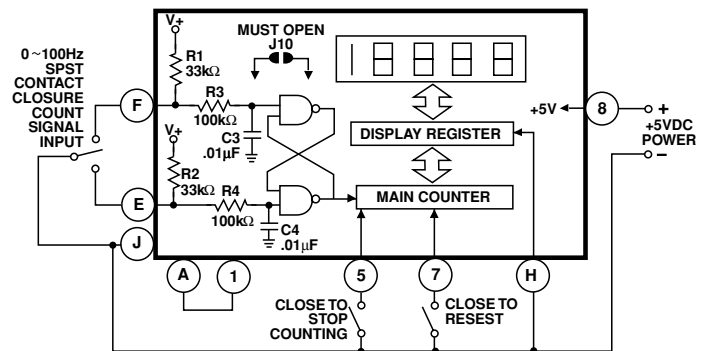 0~100Hz
SPST
CONTACT
CLOSURE
COUNT
SIGNAL
INPUT
V+
R1
33kΩ
MUST OPEN
J10
F
R3
100kΩ
C3
.01µF
V+
R2
33kΩ
E
R4
100kΩ
C4
.01µF
J
1888.8
DISPLAY REGISTER
MAIN COUNTER
+5V
8
+
+5VDC
POWER
–
A
1
5
7
H
CLOSE TO
STOP
COUNTING
CLOSE TO
RESEST